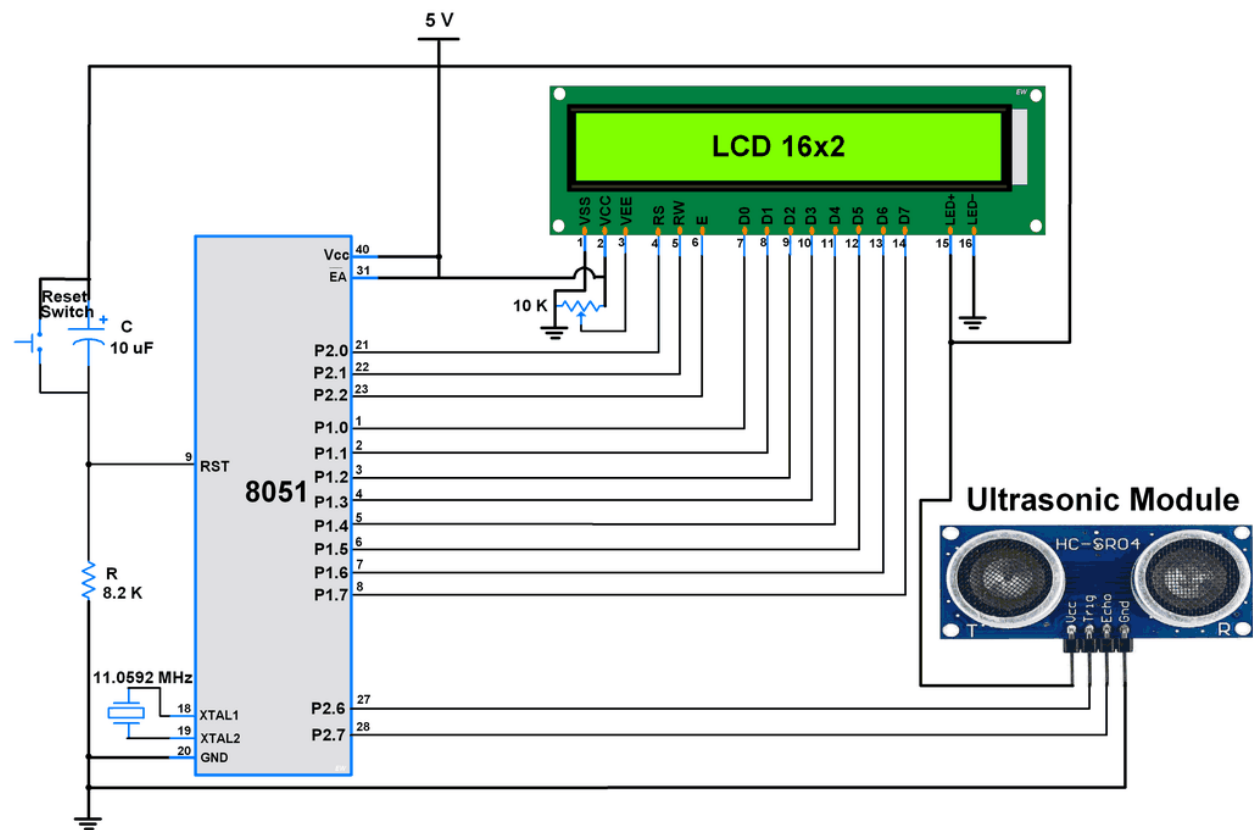 5 V
EW
LCD 16x2
VSS
VCC
VEE
RS
RW
E
D0
D1
D2
D3
D4
D5
D6
D7
LED+
LED-
1
2
3
4
5
6
7
8
9
10
11
12
13
14
15
16
10 K
Reset
Switch
C
+
10 uF
Vcc 40
EA 31
P2.0 21
P2.1 22
P2.2 23
P1.0 1
P1.1 2
P1.2 3
P1.3 4
P1.4 5
P1.5 6
P1.6 7
P1.7 8
9 RST
8051
R
8.2 K
11.0592 MHz
18 XTAL1
19 XTAL2
20 GND
P2.6 27
P2.7 28
EW
Ultrasonic Module
HC-SR04
Vcc
Trig
Echo
Gnd
T
R